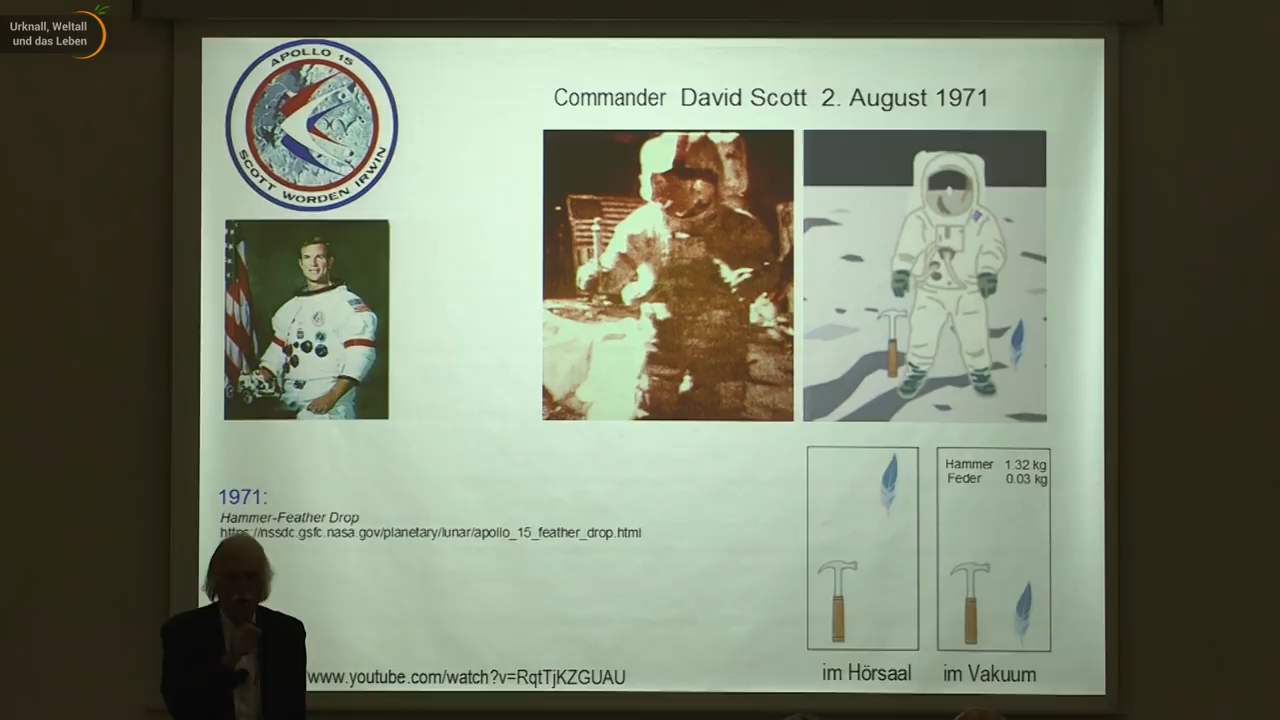 Urknall, Weltall
und das Leben
APOLLO 15
SCOTT WORDEN IRWIN
Commander David Scott 2. August 1971
1971:
Hammer-Feather Drop
https://nssdc.gsfc.nasa.gov/planetary/lunar/apollo_15_feather_drop.html
Hammer 1.32 kg
Feder 0.03 kg
im Hörsaal im Vakuum
www.youtube.com/watch?v=RqtTjKZGUAU